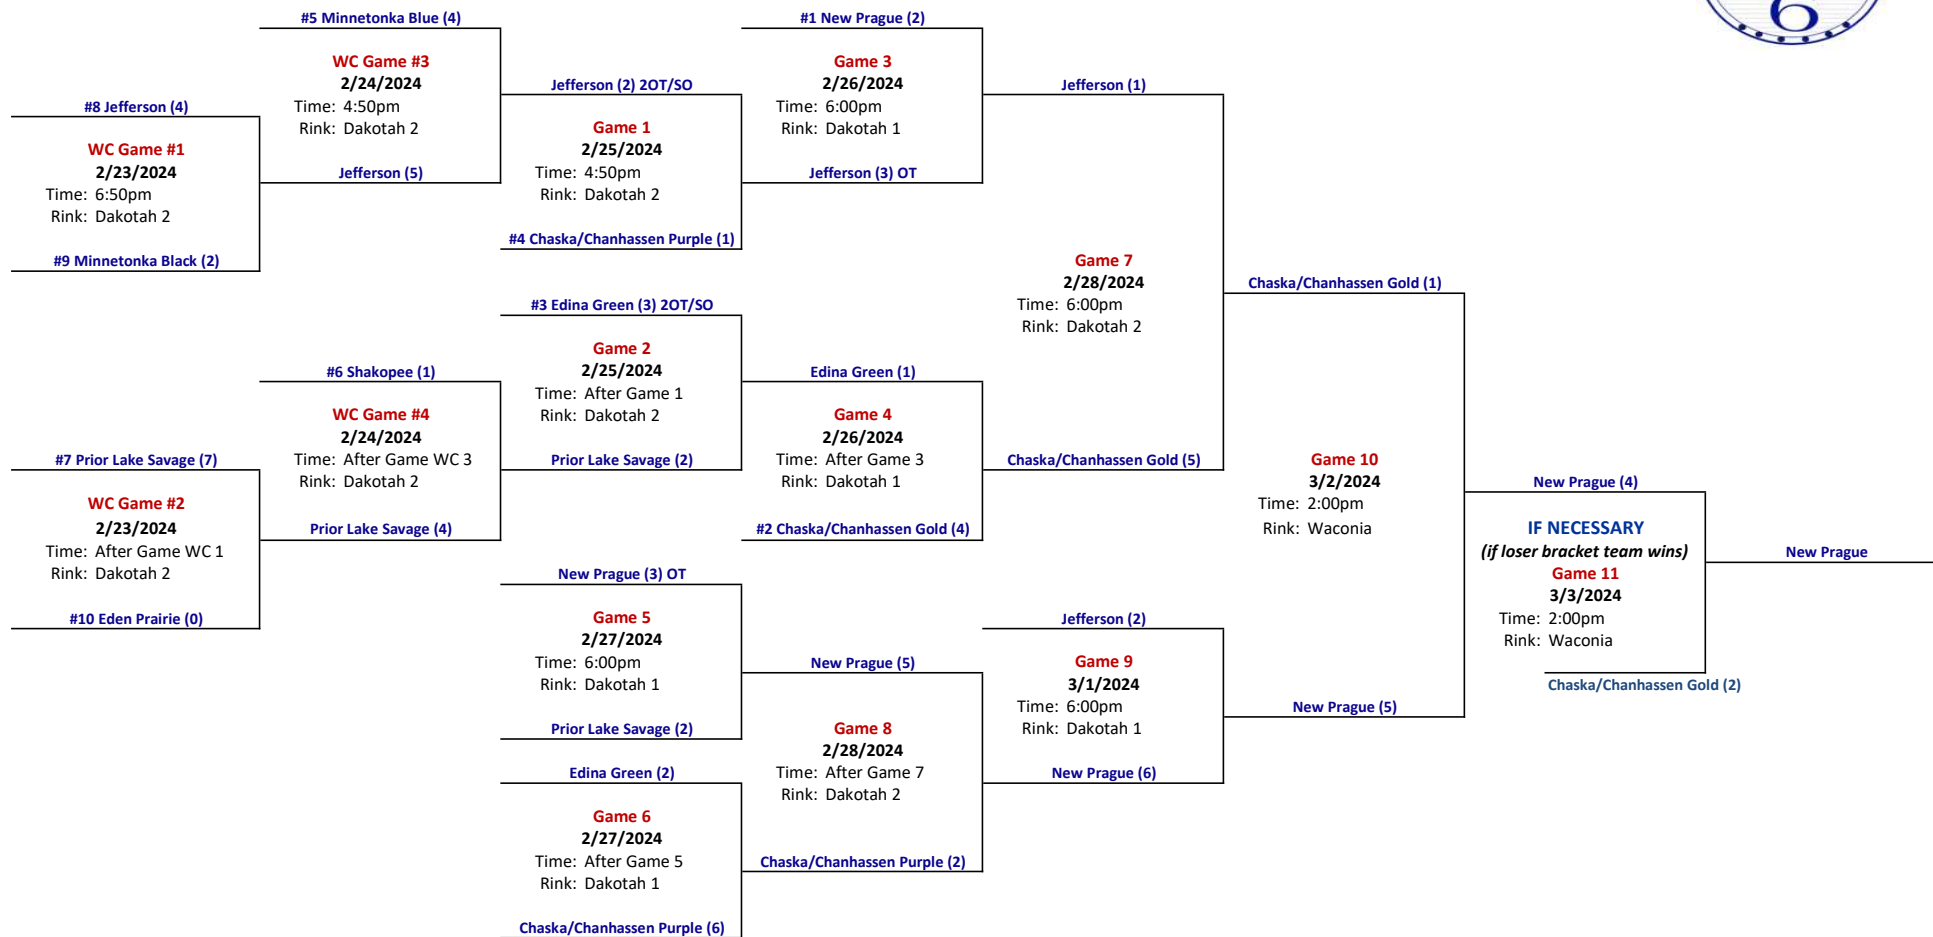 #5 Minnetonka Blue (4)
WC Game #3
2/24/2024
Time: 4:50pm
Rink: Dakotah 2
Jefferson (5)
#8 Jefferson (4)
WC Game #1
2/23/2024
Time: 6:50pm
Rink: Dakotah 2
#9 Minnetonka Black (2)
#1 New Prague (2)
Game 3
2/26/2024
Time: 6:00pm
Rink: Dakotah 1
Jefferson (3) OT
Jefferson (2) 2OT/SO
Game 1
2/25/2024
Time: 4:50pm
Rink: Dakotah 2
#4 Chaska/Chanhassen Purple (1)
Jefferson (1)
Game 7
2/28/2024
Time: 6:00pm
Rink: Dakotah 2
Chaska/Chanhassen Gold (5)
#3 Edina Green (3) 2OT/SO
Game 2
2/25/2024
Time: After Game 1
Rink: Dakotah 2
Prior Lake Savage (2)
#6 Shakopee (1)
WC Game #4
2/24/2024
Time: After Game WC 3
Rink: Dakotah 2
Prior Lake Savage (4)
#7 Prior Lake Savage (7)
WC Game #2
2/23/2024
Time: After Game WC 1
Rink: Dakotah 2
#10 Eden Prairie (0)
Edina Green (1)
Game 4
2/26/2024
Time: After Game 3
Rink: Dakotah 1
#2 Chaska/Chanhassen Gold (4)
Chaska/Chanhassen Gold (1)
Game 10
3/2/2024
Time: 2:00pm
Rink: Waconia
New Prague (5)
New Prague (4)
IF NECESSARY
(if loser bracket team wins)
Game 11
3/3/2024
Time: 2:00pm
Rink: Waconia
Chaska/Chanhassen Gold (2)
New Prague
New Prague (3) OT
Game 5
2/27/2024
Time: 6:00pm
Rink: Dakotah 1
Prior Lake Savage (2)
Edina Green (2)
Game 6
2/27/2024
Time: After Game 5
Rink: Dakotah 1
Chaska/Chanhassen Purple (6)
New Prague (5)
Game 8
2/28/2024
Time: After Game 7
Rink: Dakotah 2
Chaska/Chanhassen Purple (2)
Jefferson (2)
Game 9
3/1/2024
Time: 6:00pm
Rink: Dakotah 1
New Prague (6)
6